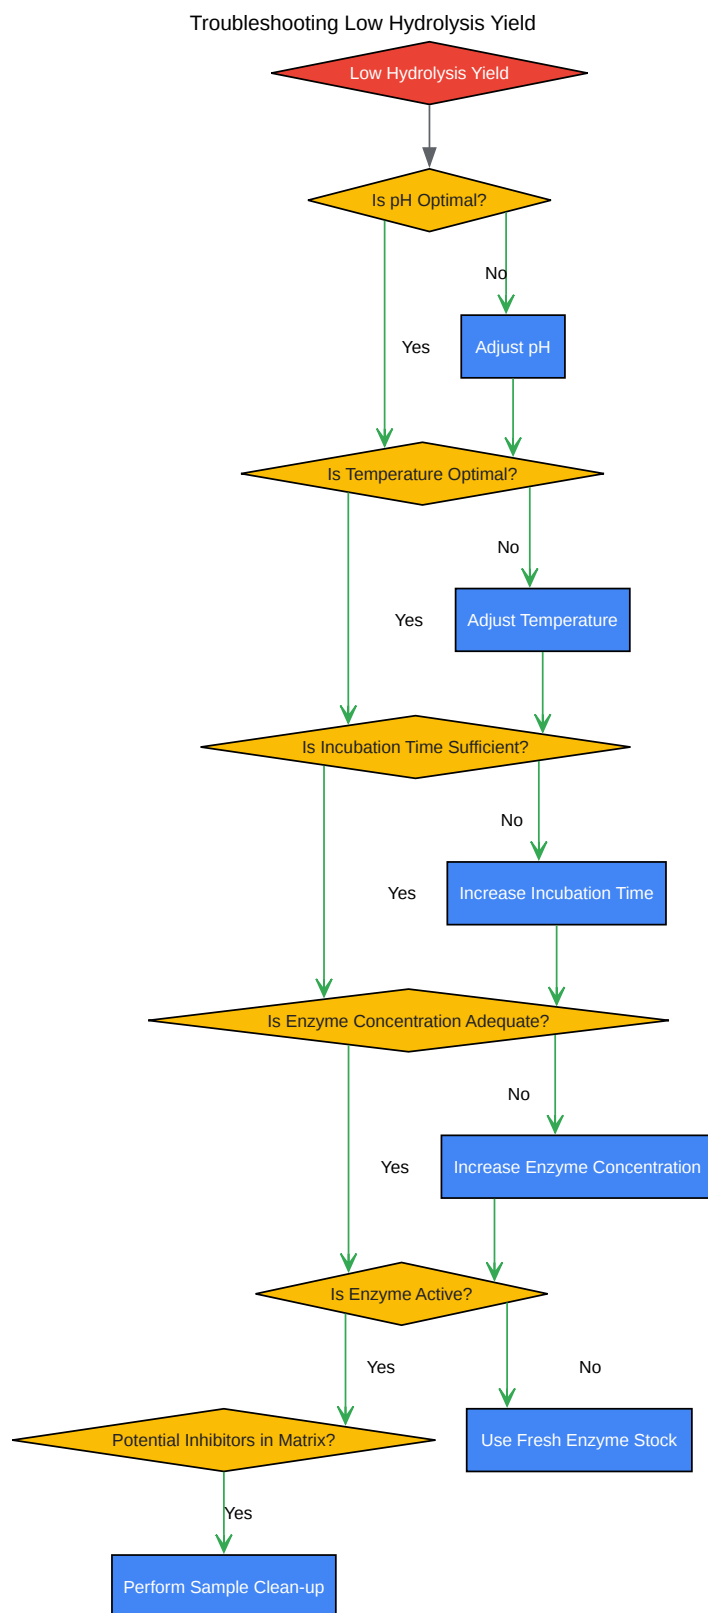 Troubleshooting Low Hydrolysis Yield
Low Hydrolysis Yield
Is pH Optimal?
No
Yes
Adjust pH
Is Temperature Optimal?
No
Yes
Adjust Temperature
Is Incubation Time Sufficient?
No
Yes
Increase Incubation Time
Is Enzyme Concentration Adequate?
No
Yes
Increase Enzyme Concentration
Is Enzyme Active?
Yes
No
Potential Inhibitors in Matrix?
Use Fresh Enzyme Stock
Yes
Perform Sample Clean-up